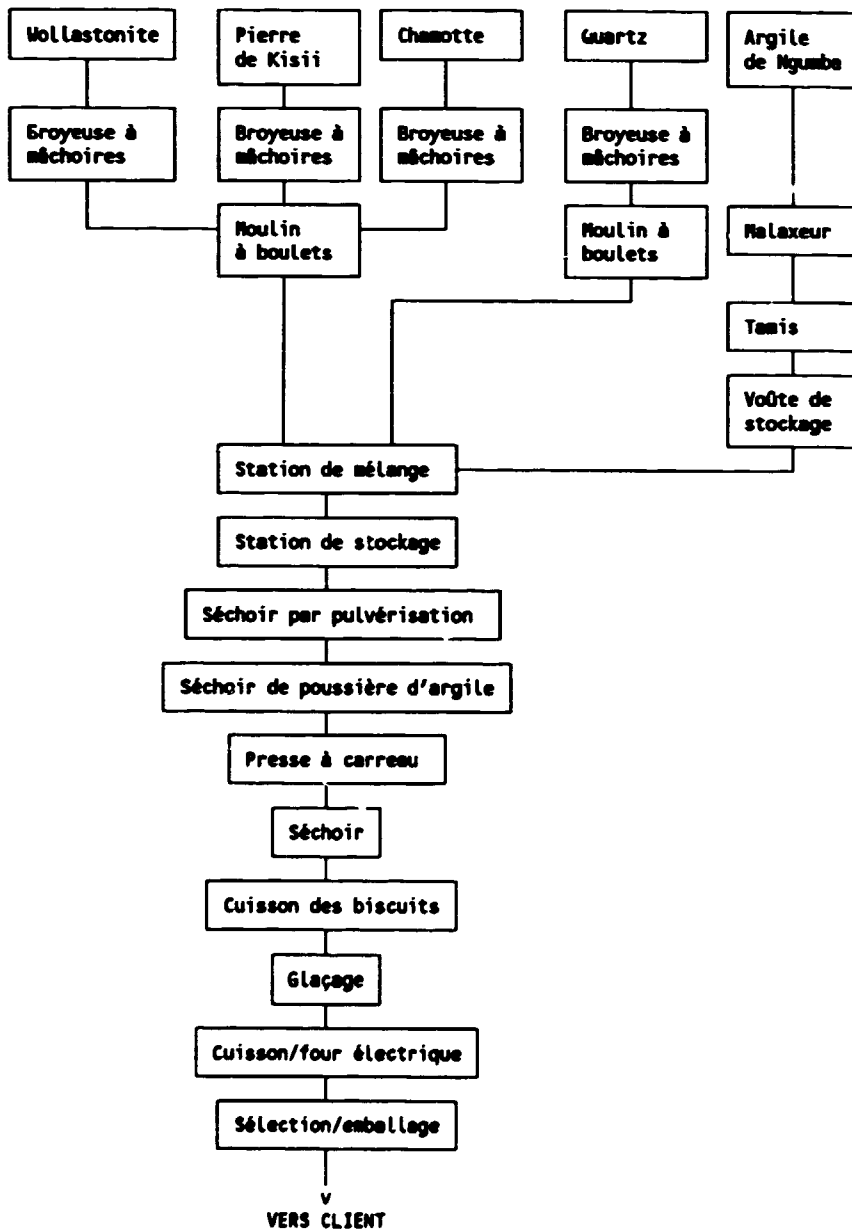 Wollastonite
Pierre
de Kisii
Chamotte
Quartz
Argile
de Ngumba
Broyeuse à
mâchoires
Broyeuse à
mâchoires
Broyeuse à
mâchoires
Broyeuse à
mâchoires
Moulin
à boulets
Moulin à
boulets
Malaxeur
Tamis
Voûte de
stockage
Station de mélange
Station de stockage
Séchoir par pulvérisation
Séchoir de poussière d'argile
Presse à carreau
Séchoir
Cuisson des biscuits
Glaçage
Cuisson/four électrique
Sélection/emballage
v
VERS CLIENT